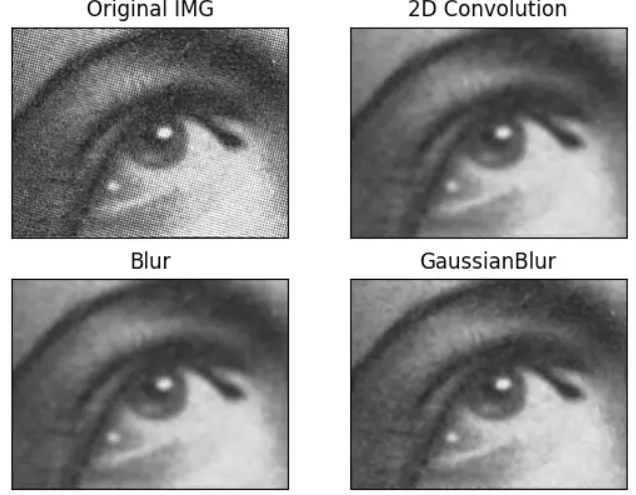 Original IMG
2D Convolution
Blur
GaussianBlur